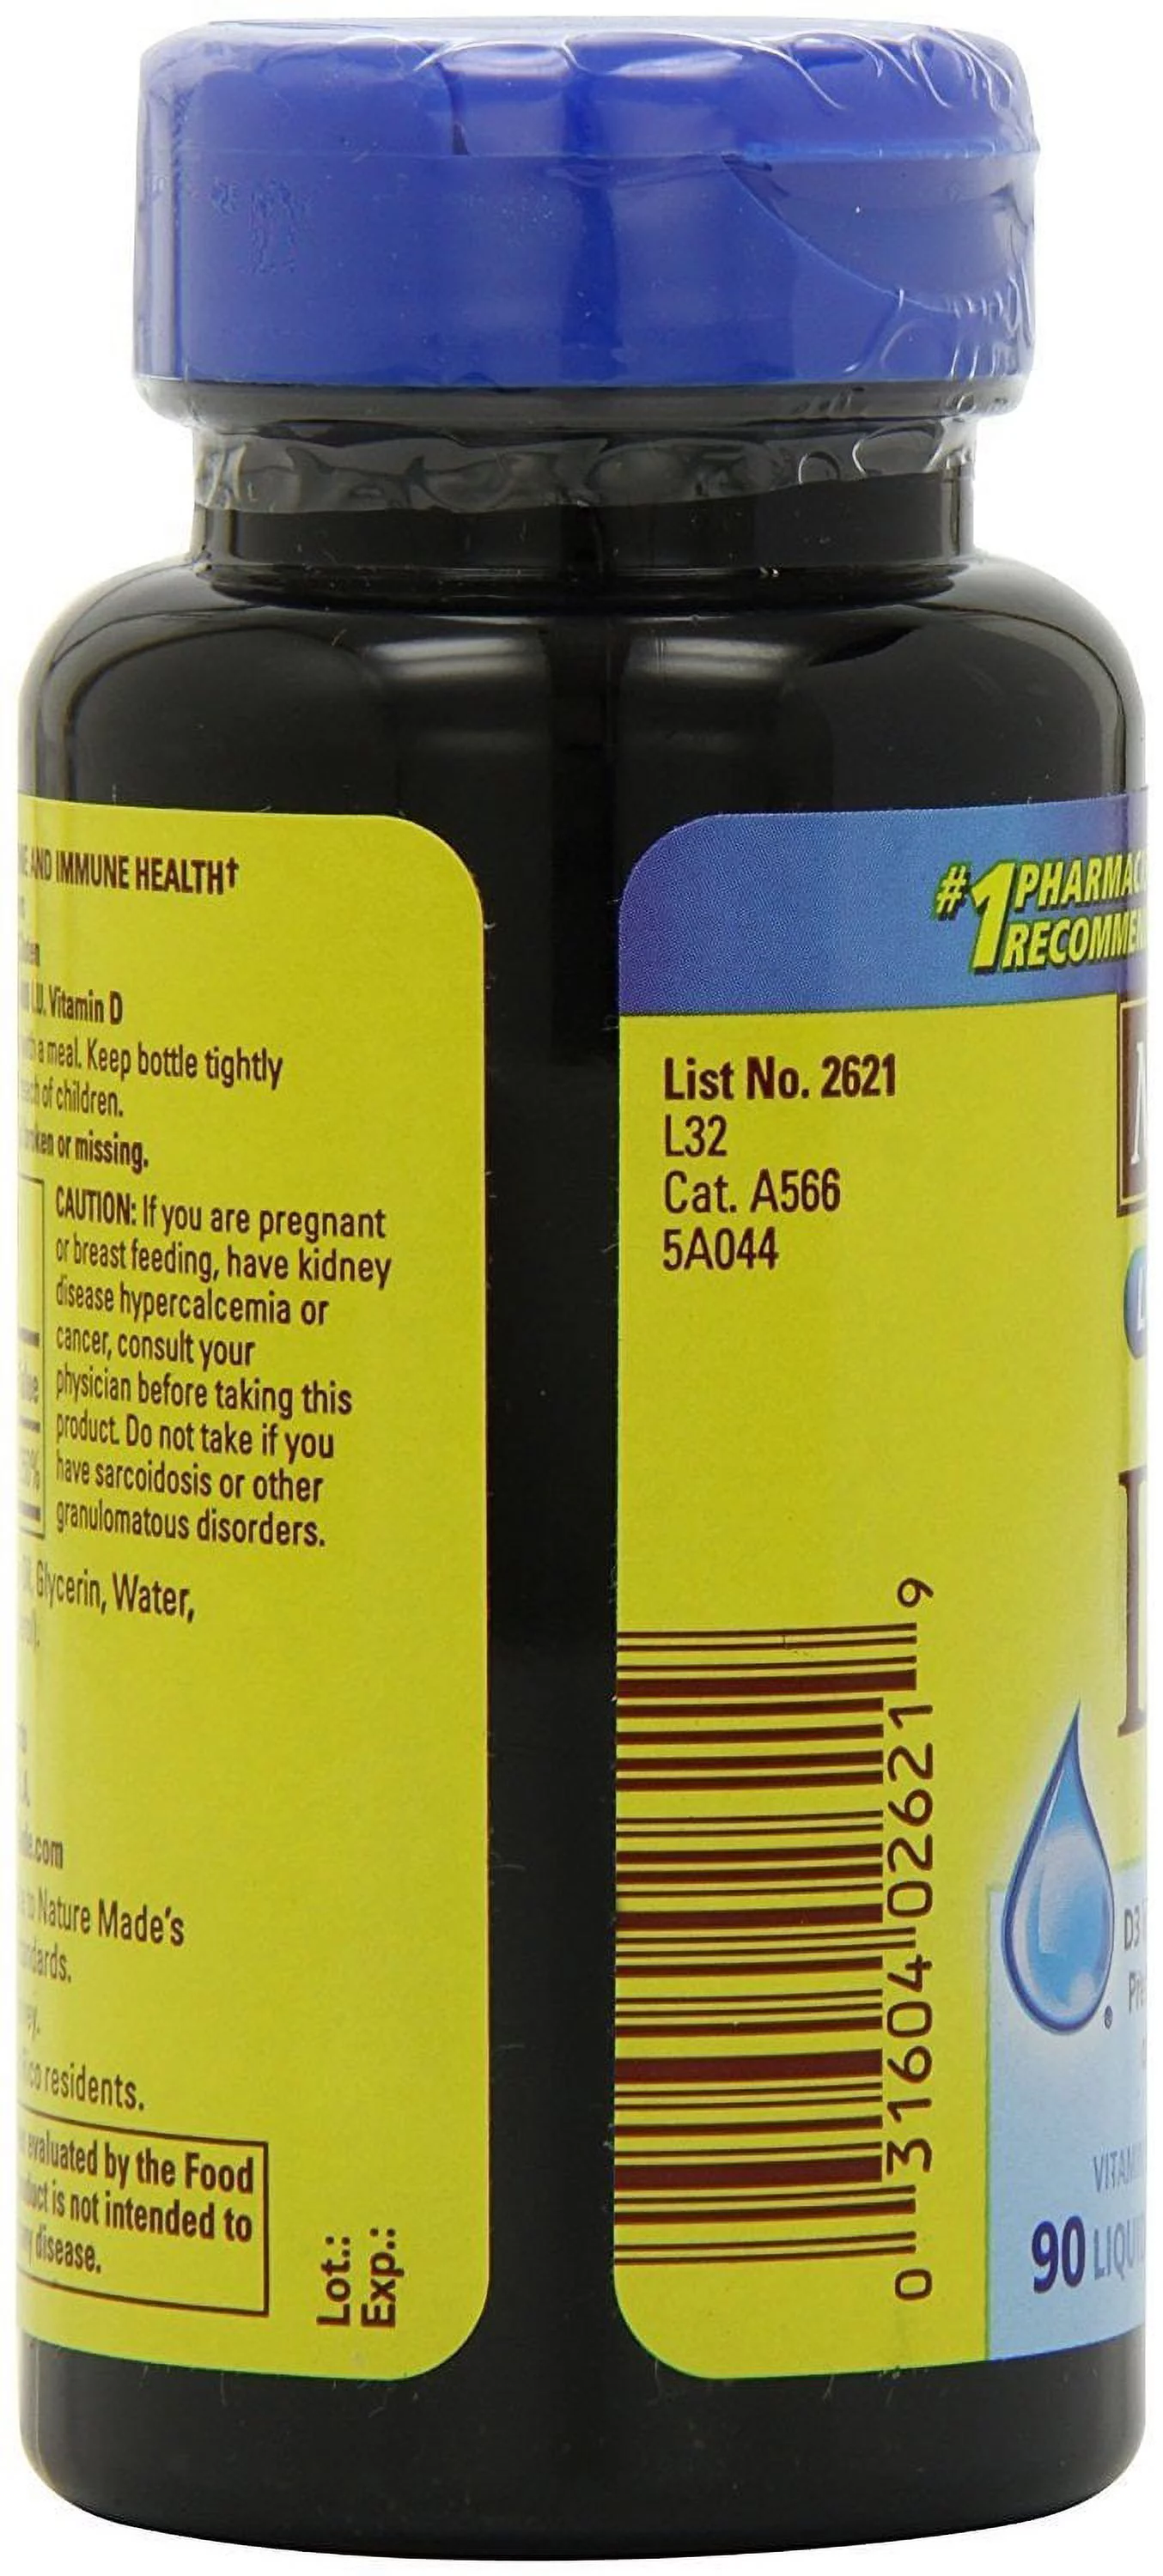 AND IMMUNE HEALTH†
I.U. Vitamin D
a meal. Keep bottle tightly
of children.
or missing.
CAUTION: If you are pregnant
or breast feeding, have kidney
disease hypercalcemia or
cancer, consult your
physician before taking this
product. Do not take if you
have sarcoidosis or other
granulomatous disorders.
Glycerin, Water,
.com
to Nature Made's
residents.
evaluated by the Food
is not intended to
disease.
Lot.:
Exp.:
#1 PHARMAC
RECOMME
List No. 2621
L32
Cat. A566
5A044
0 31604 02621 9
D3
VITAM
90 LIQU